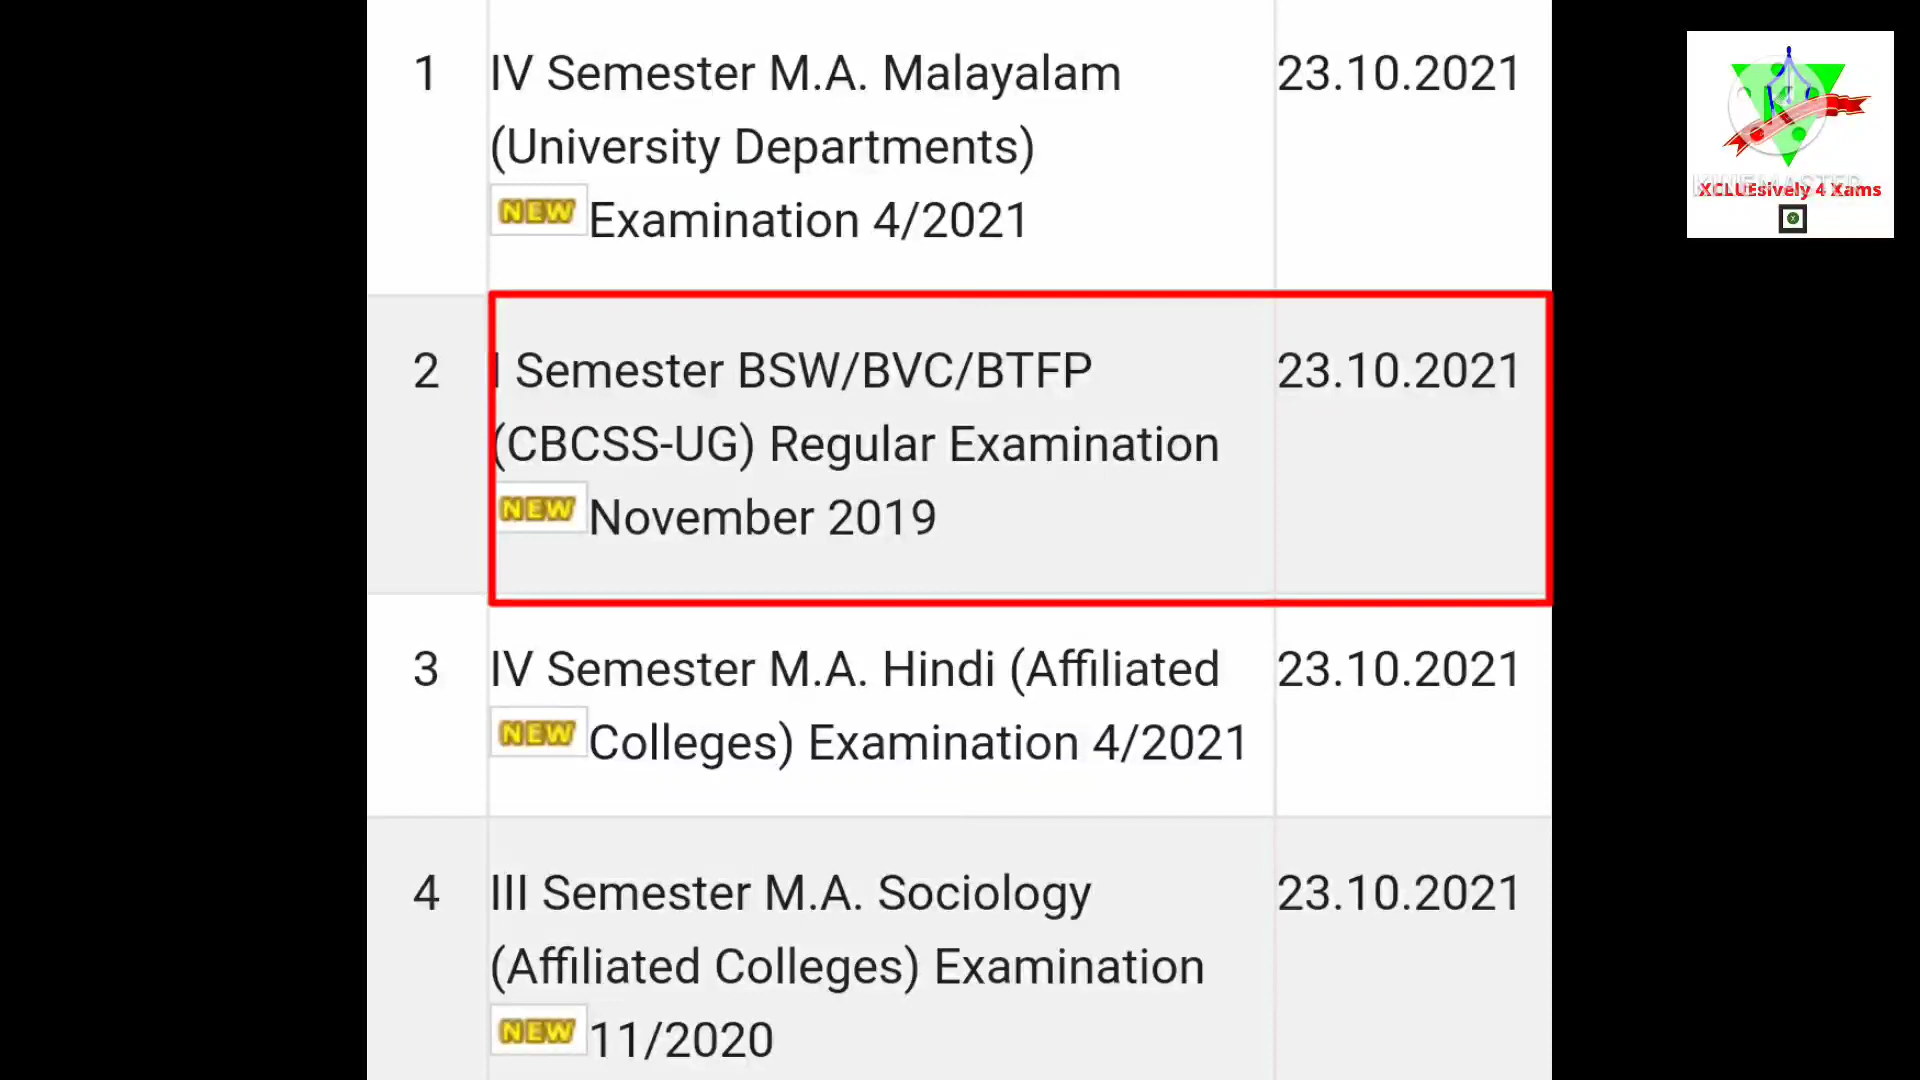 1 IV Semester M.A. Malayalam 23.10.2021
(University Departments)
NEW Examination 4/2021
2 I Semester BSW/BVC/BTFP 23.10.2021
(CBCSS-UG) Regular Examination
NEW November 2019
3 IV Semester M.A. Hindi (Affiliated 23.10.2021
NEW Colleges) Examination 4/2021
4 III Semester M.A. Sociology 23.10.2021
(Affiliated Colleges) Examination
NEW 11/2020
KINEMASTER
XCLUEsively 4 Xams